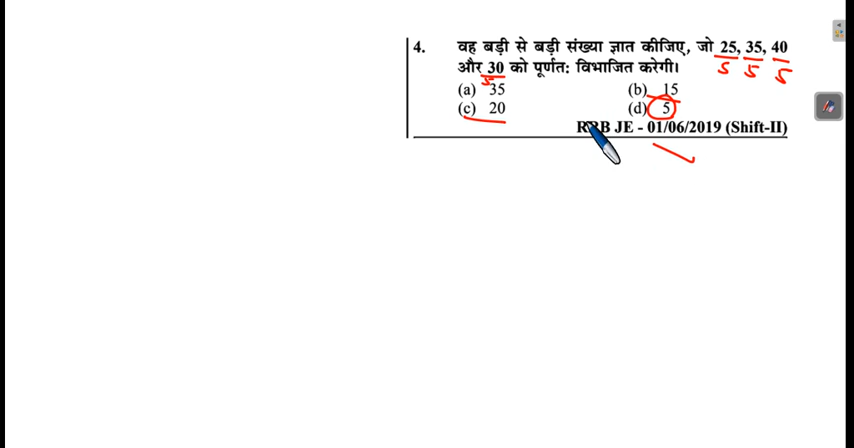 4. वह बड़ी से बड़ी संख्या ज्ञात कीजिए, जो 25, 35, 40
5 5 5
और 30 को पूर्णत: विभाजित करेगी।
5
(a) 35 (b) 15
(c) 20 (d) 5
RRB JE - 01/06/2019 (Shift-II)